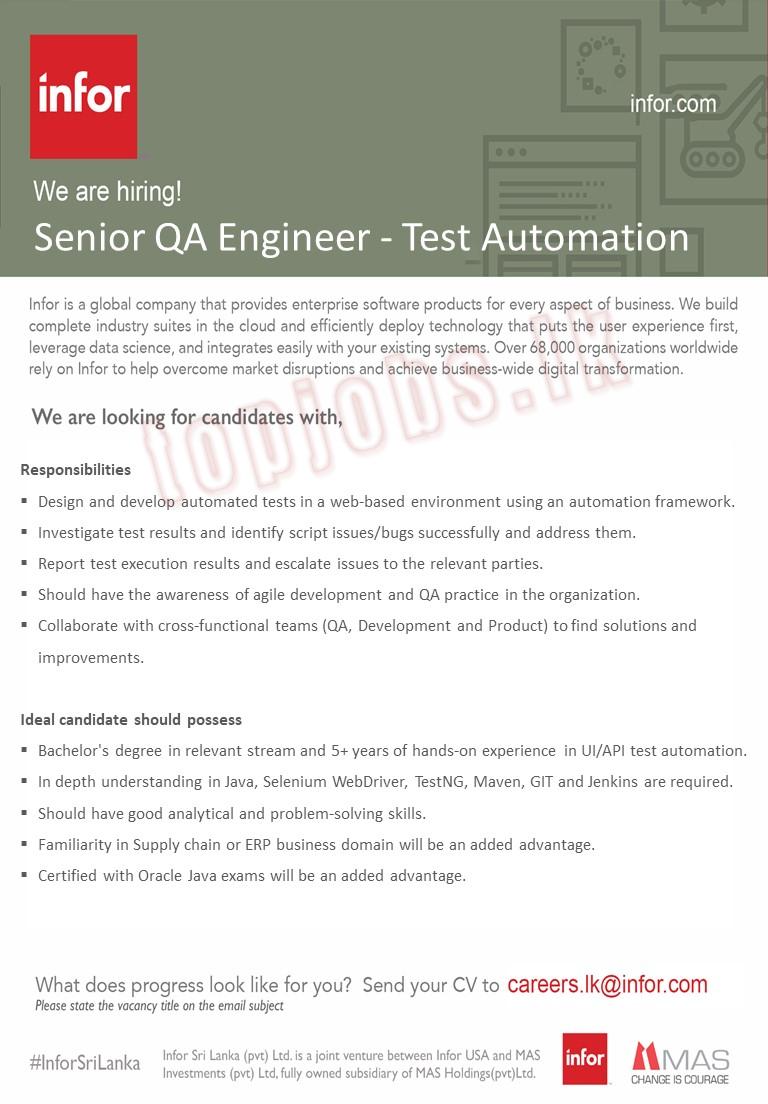 infor
infor.com
We are hiring!
Senior QA Engineer - Test Automation
Infor is a global company that provides enterprise software products for every aspect of business. We build
complete industry suites in the cloud and efficiently deploy technology that puts the user experience first,
leverage data science, and integrates easily with your existing systems. Over 68,000 organizations worldwide
rely on Infor to help overcome market disruptions and achieve business-wide digital transformation.
topjobs.lk
We are looking for candidates with,
Responsibilities
▪ Design and develop automated tests in a web-based environment using an automation framework.
▪ Investigate test results and identify script issues/bugs successfully and address them.
▪ Report test execution results and escalate issues to the relevant parties.
▪ Should have the awareness of agile development and QA practice in the organization.
▪ Collaborate with cross-functional teams (QA, Development and Product) to find solutions and
improvements.
Ideal candidate should possess
▪ Bachelor's degree in relevant stream and 5+ years of hands-on experience in UI/API test automation.
▪ In depth understanding in Java, Selenium WebDriver, TestNG, Maven, GIT and Jenkins are required.
▪ Should have good analytical and problem-solving skills.
▪ Familiarity in Supply chain or ERP business domain will be an added advantage.
▪ Certified with Oracle Java exams will be an added advantage.
What does progress look like for you? Send your CV to careers.lk@infor.com
Please state the vacancy title on the email subject
#InforSriLanka
Infor Sri Lanka (pvt) Ltd. is a joint venture between Infor USA and MAS
Investments (pvt) Ltd, fully owned subsidiary of MAS Holdings(pvt)Ltd.
infor
MAS
CHANGE IS COURAGE